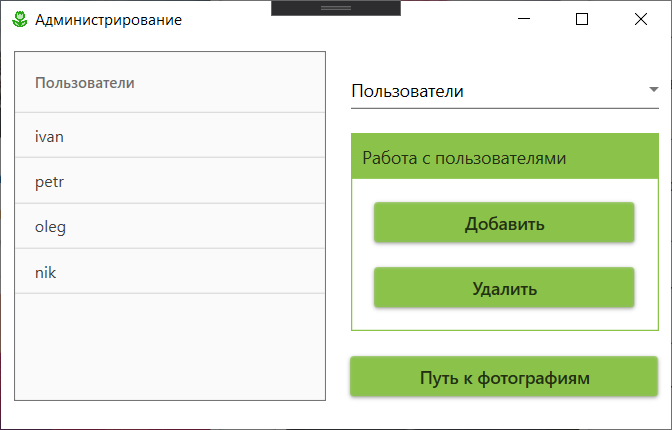 Администрирование
Пользователи
ivan
petr
oleg
nik
Пользователи
Работа с пользователями
Добавить
Удалить
Путь к фотографиям